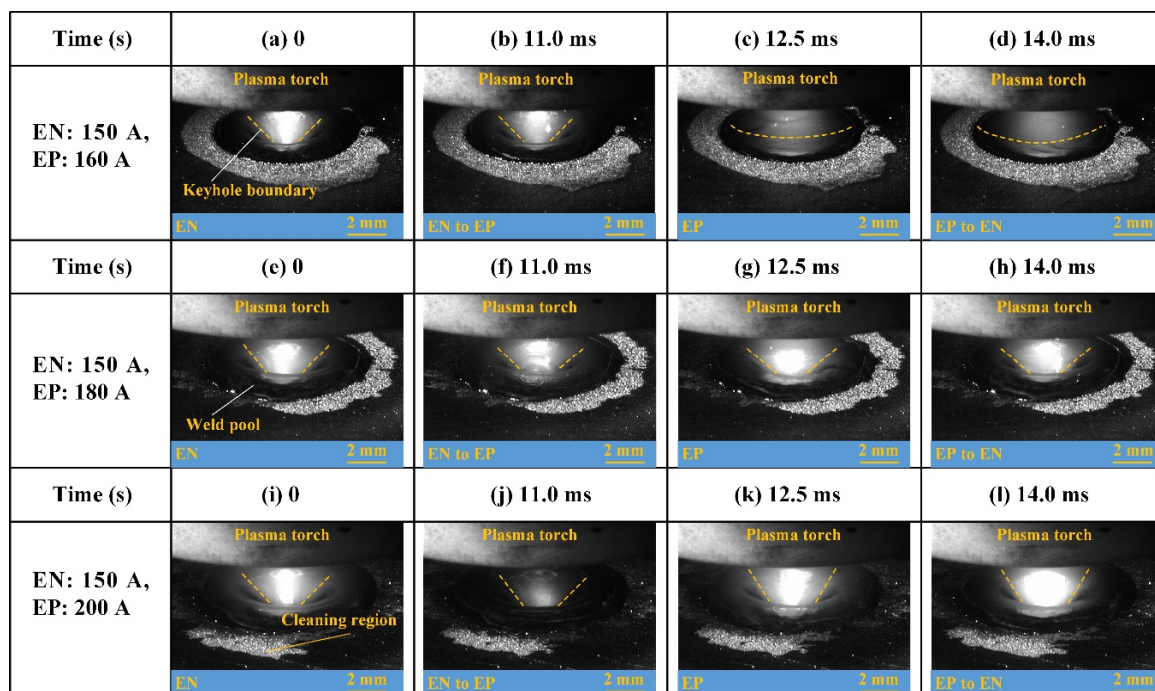 Time (s)
(a) 0
(b) 11.0 ms
(c) 12.5 ms
(d) 14.0 ms
EN: 150 A,
EP: 160 A
Plasma torch
Keyhole boundary
EN
2 mm
Plasma torch
EN to EP
2 mm
Plasma torch
EP
2 mm
Plasma torch
EP to EN
2 mm
Time (s)
(e) 0
(f) 11.0 ms
(g) 12.5 ms
(h) 14.0 ms
EN: 150 A,
EP: 180 A
Plasma torch
Weld pool
EN
2 mm
Plasma torch
EN to EP
2 mm
Plasma torch
EP
2 mm
Plasma torch
EP to EN
2 mm
Time (s)
(i) 0
(j) 11.0 ms
(k) 12.5 ms
(l) 14.0 ms
EN: 150 A,
EP: 200 A
Plasma torch
Cleaning region
EN
2 mm
Plasma torch
EN to EP
2 mm
Plasma torch
EP
2 mm
Plasma torch
EP to EN
2 mm